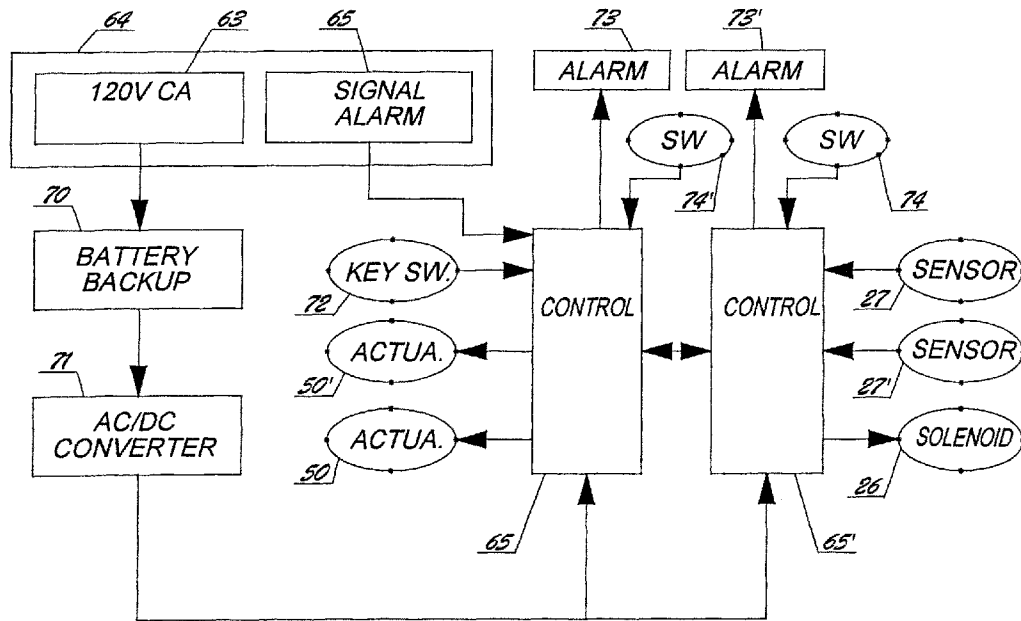 64
63
65
73
73'
120V CA
SIGNAL
ALARM
ALARM
ALARM
SW
SW
74'
74
70
BATTERY
BACKUP
KEY SW.
72
CONTROL
CONTROL
SENSOR
27
ACTUA.
50'
SENSOR
27'
71
AC/DC
CONVERTER
ACTUA.
50
SOLENOID
26
65
65'